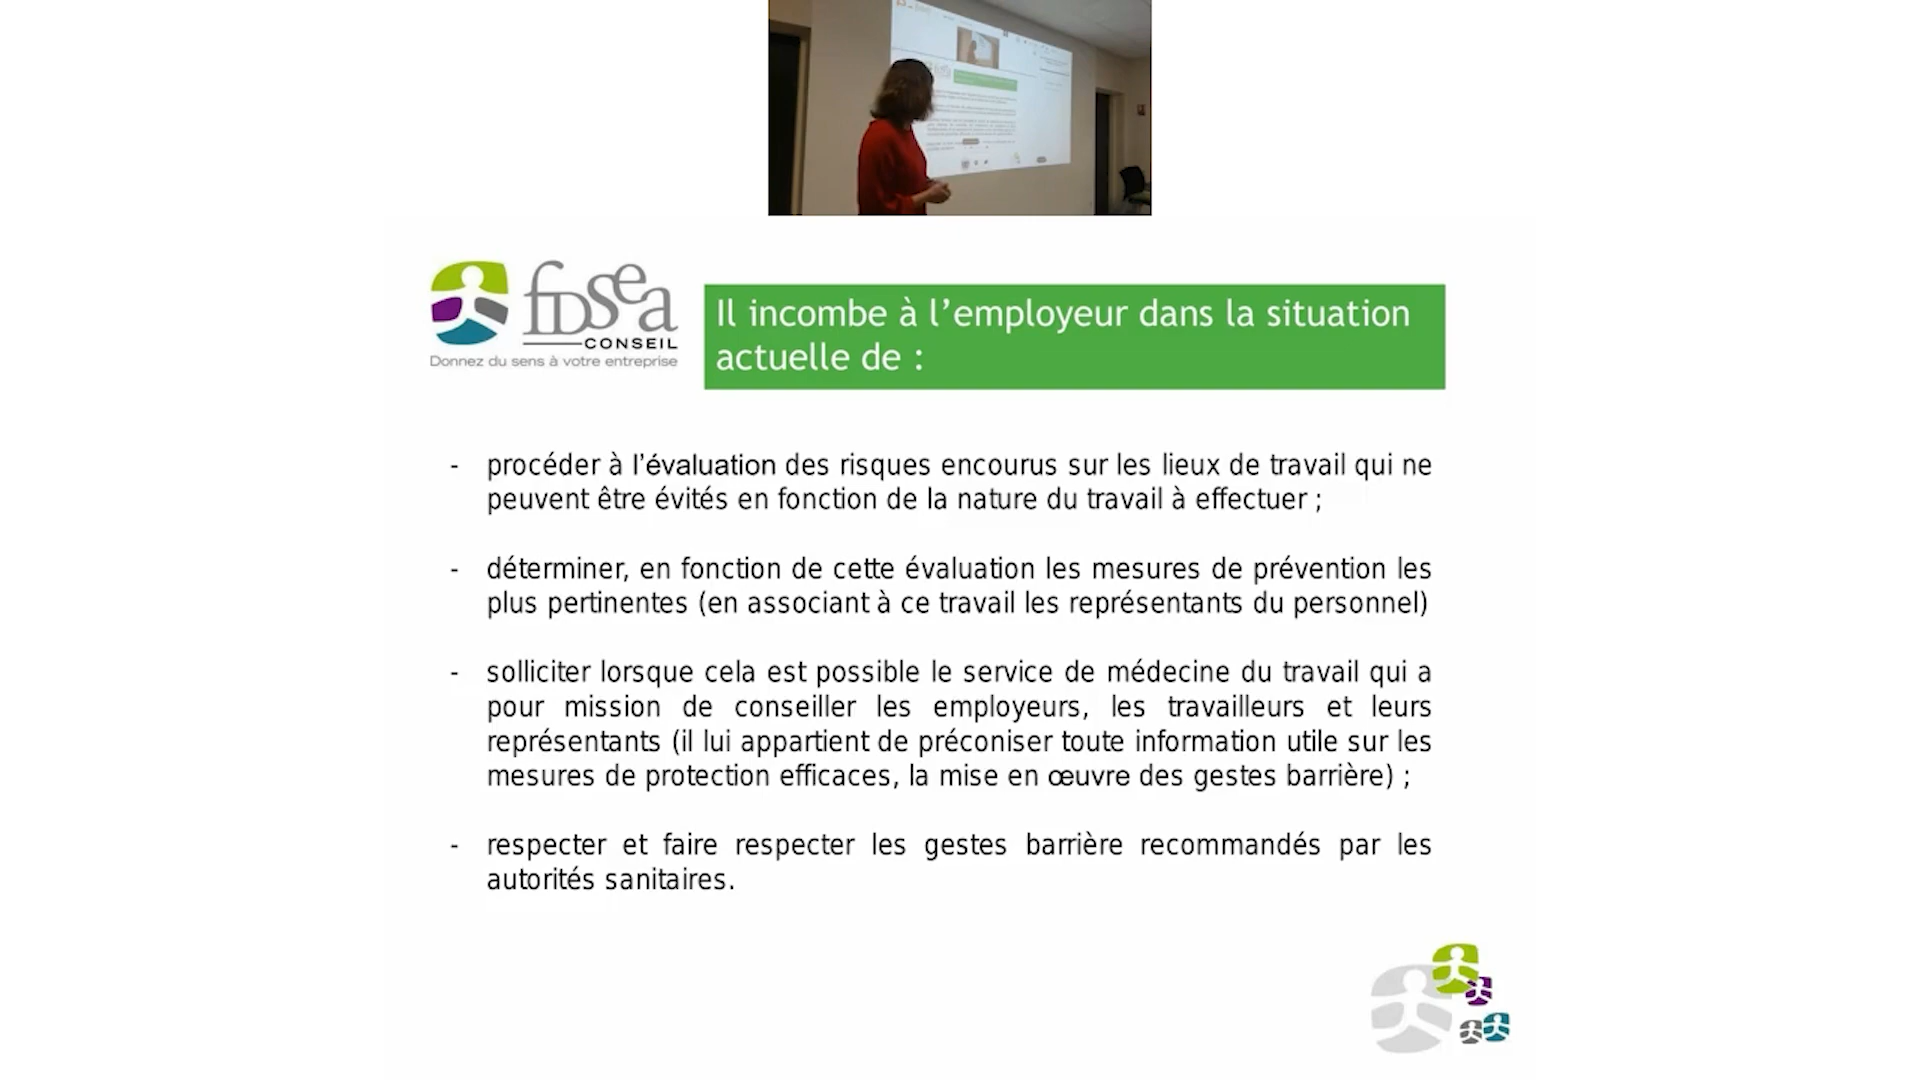 fdsea
CONSEIL
Donnez du sens à votre entreprise
Il incombe à l’employeur dans la situation
actuelle de :
- procéder à l’évaluation des risques encourus sur les lieux de travail qui ne
peuvent être évités en fonction de la nature du travail à effectuer ;
- déterminer, en fonction de cette évaluation les mesures de prévention les
plus pertinentes (en associant à ce travail les représentants du personnel)
- solliciter lorsque cela est possible le service de médecine du travail qui a
pour mission de conseiller les employeurs, les travailleurs et leurs
représentants (il lui appartient de préconiser toute information utile sur les
mesures de protection efficaces, la mise en œuvre des gestes barrière) ;
- respecter et faire respecter les gestes barrière recommandés par les
autorités sanitaires.